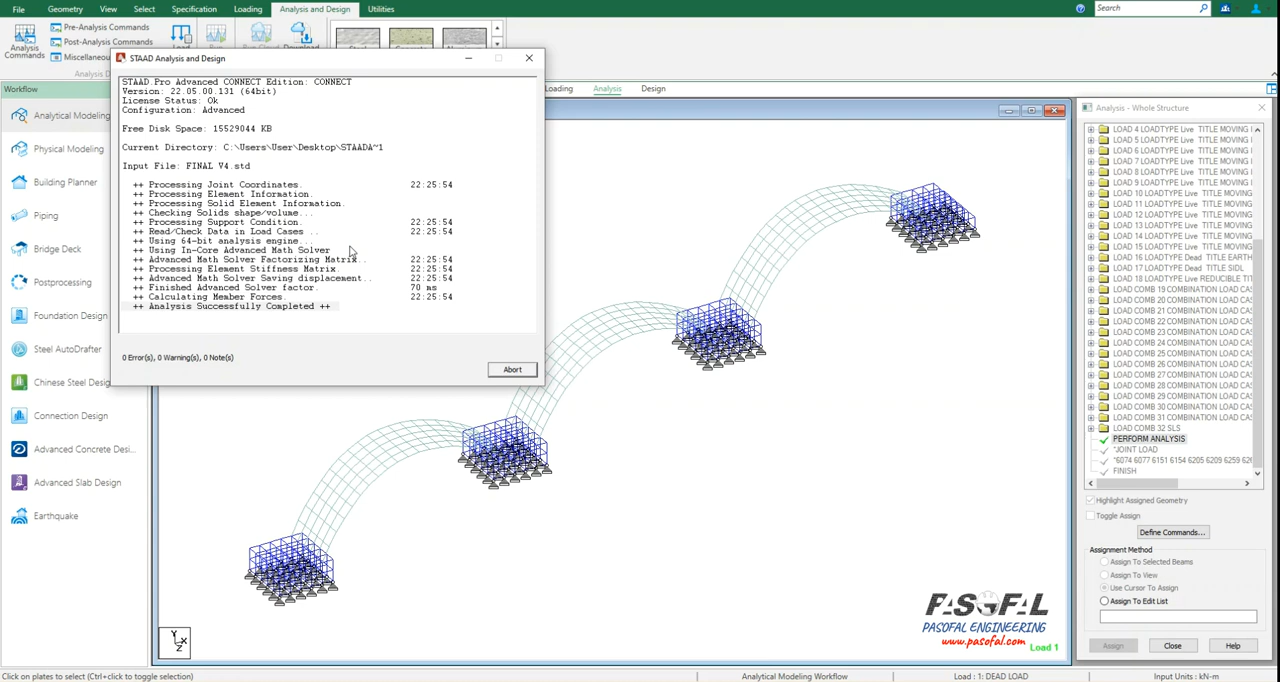 File Geometry View Select Specification Loading Analysis and Design Utilities Search
Analysis Commands
Pre-Analysis Commands
Post-Analysis Commands
Miscellaneous
Load
Analysis D
STAAD Analysis and Design
STAAD.Pro Advanced CONNECT Edition: CONNECT
Version: 22.05.00.131 (64bit)
License Status: Ok
Configuration: Advanced
Free Disk Space: 15529044 KB
Current Directory: C:\Users\User\Desktop\STAADA~1
Input File: FINAL V4.std
++ Processing Joint Coordinates. 22:25:54
++ Processing Element Information.
++ Processing Solid Element Information.
++ Checking Solids shape/volume...
++ Processing Support Condition. 22:25:54
++ Read/Check Data in Load Cases .. 22:25:54
++ Using 64-bit analysis engine...
++ Using In-Core Advanced Math Solver
++ Advanced Math Solver Factorizing Matrix.. 22:25:54
++ Processing Element Stiffness Matrix. 22:25:54
++ Advanced Math Solver Saving displacement.. 22:25:54
++ Finished Advanced Solver factor. 70 ms
++ Calculating Member Forces. 22:25:54
++ Analysis Successfully Completed ++
0 Error(s), 0 Warning(s), 0 Note(s)
Abort
Workflow
Analytical Modeling
Physical Modeling
Building Planner
Piping
Bridge Deck
Postprocessing
Foundation Design
Steel AutoDrafter
Chinese Steel Desig
Connection Design
Advanced Concrete Desi...
Advanced Slab Design
Earthquake
Loading Analysis Design
Y X Z
PASOFAL
PASOFAL ENGINEERING
www.pasofal.com
Load 1
Analysis - Whole Structure
LOAD 4 LOADTYPE Live TITLE MOVING
LOAD 5 LOADTYPE Live TITLE MOVING
LOAD 6 LOADTYPE Live TITLE MOVING
LOAD 7 LOADTYPE Live TITLE MOVING
LOAD 8 LOADTYPE Live TITLE MOVING
LOAD 9 LOADTYPE Live TITLE MOVING
LOAD 10 LOADTYPE Live TITLE MOVING
LOAD 11 LOADTYPE Live TITLE MOVING
LOAD 12 LOADTYPE Live TITLE MOVING
LOAD 13 LOADTYPE Live TITLE MOVING
LOAD 14 LOADTYPE Live TITLE MOVING
LOAD 15 LOADTYPE Live TITLE MOVING
LOAD 16 LOADTYPE Dead TITLE EARTH
LOAD 17 LOADTYPE Dead TITLE SIDL
LOAD 18 LOADTYPE Live REDUCIBLE TI
LOAD COMB 19 COMBINATION LOAD CA
LOAD COMB 20 COMBINATION LOAD CA
LOAD COMB 21 COMBINATION LOAD CA
LOAD COMB 22 COMBINATION LOAD CA
LOAD COMB 23 COMBINATION LOAD CA
LOAD COMB 24 COMBINATION LOAD CA
LOAD COMB 25 COMBINATION LOAD CA
LOAD COMB 26 COMBINATION LOAD CA
LOAD COMB 27 COMBINATION LOAD CA
LOAD COMB 28 COMBINATION LOAD CA
LOAD COMB 29 COMBINATION LOAD CA
LOAD COMB 30 COMBINATION LOAD CA
LOAD COMB 31 COMBINATION LOAD CA
LOAD COMB 32 SLS
PERFORM ANALYSIS
*JOINT LOAD
*6074 6077 6151 6154 6205 6209 6259 626
FINISH
Highlight Assigned Geometry
Toggle Assign
Define Commands...
Assignment Method
Assign To Selected Beams
Assign To View
Use Cursor To Assign
Assign To Edit List
Assign Close Help
Click on plates to select (Ctrl+click to toggle selection) Analytical Modeling Workflow Load : 1: DEAD LOAD Input Units : kN-m